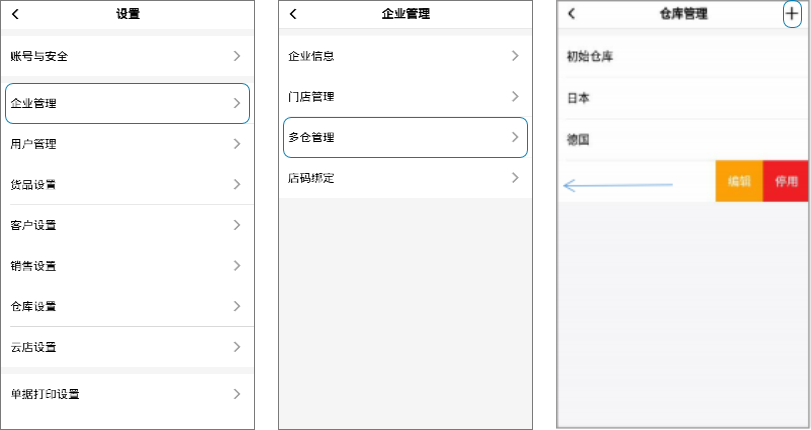 设置
账号与安全
企业管理
用户管理
货品设置
客户设置
销售设置
仓库设置
云店设置
单据打印设置
企业管理
企业信息
门店管理
多仓管理
店码绑定
仓库管理
初始仓库
日本
德国
编辑 停用